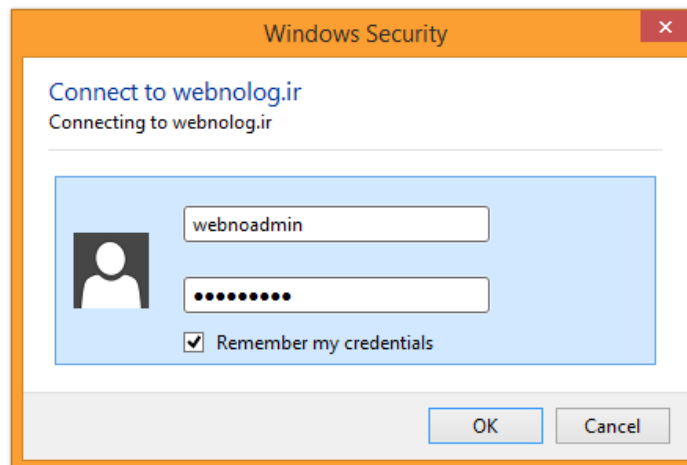 Windows Security
Connect to webnolog.ir
Connecting to webnolog.ir
webnoadmin
●●●●●●●●●
Remember my credentials
OK
Cancel